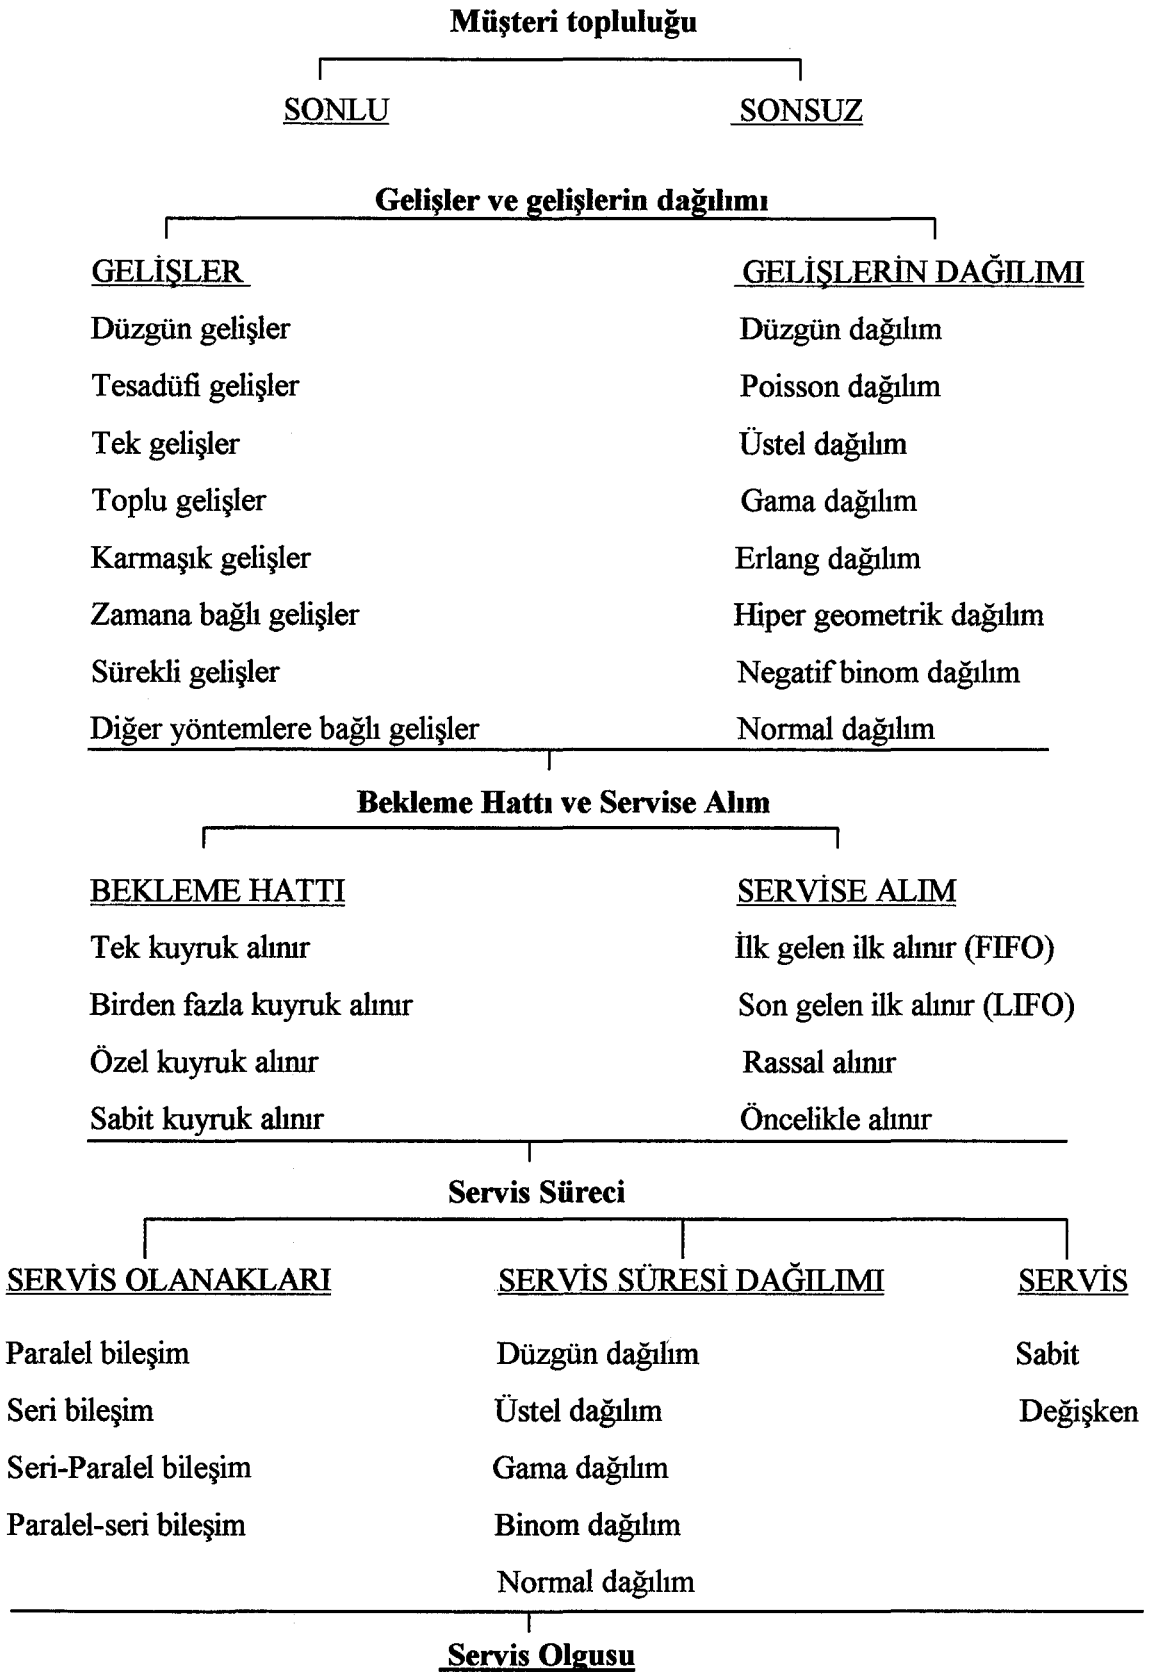 Müşteri topluluğu
SONLU SONSUZ
Gelişler ve gelişlerin dağılımı
GELİŞLER GELİŞLERİN DAĞILIMI
Düzgün gelişler Düzgün dağılım
Tesadüfi gelişler Poisson dağılım
Tek gelişler Üstel dağılım
Toplu gelişler Gama dağılım
Karmaşık gelişler Erlang dağılım
Zamana bağlı gelişler Hiper geometrik dağılım
Sürekli gelişler Negatif binom dağılım
Diğer yöntemlere bağlı gelişler Normal dağılım
Bekleme Hattı ve Servise Alım
BEKLEME HATTI SERVİSE ALIM
Tek kuyruk alınır İlk gelen ilk alınır (FIFO)
Birden fazla kuyruk alınır Son gelen ilk alınır (LIFO)
Özel kuyruk alınır Rassal alınır
Sabit kuyruk alınır Öncelikle alınır
Servis Süreci
SERVİS OLANAKLARI SERVİS SÜRESİ DAĞILIMI SERVİS
Paralel bileşim Düzgün dağılım Sabit
Seri bileşim Üstel dağılım Değişken
Seri-Paralel bileşim Gama dağılım
Paralel-seri bileşim Binom dağılım
Normal dağılım
Servis Olgusu